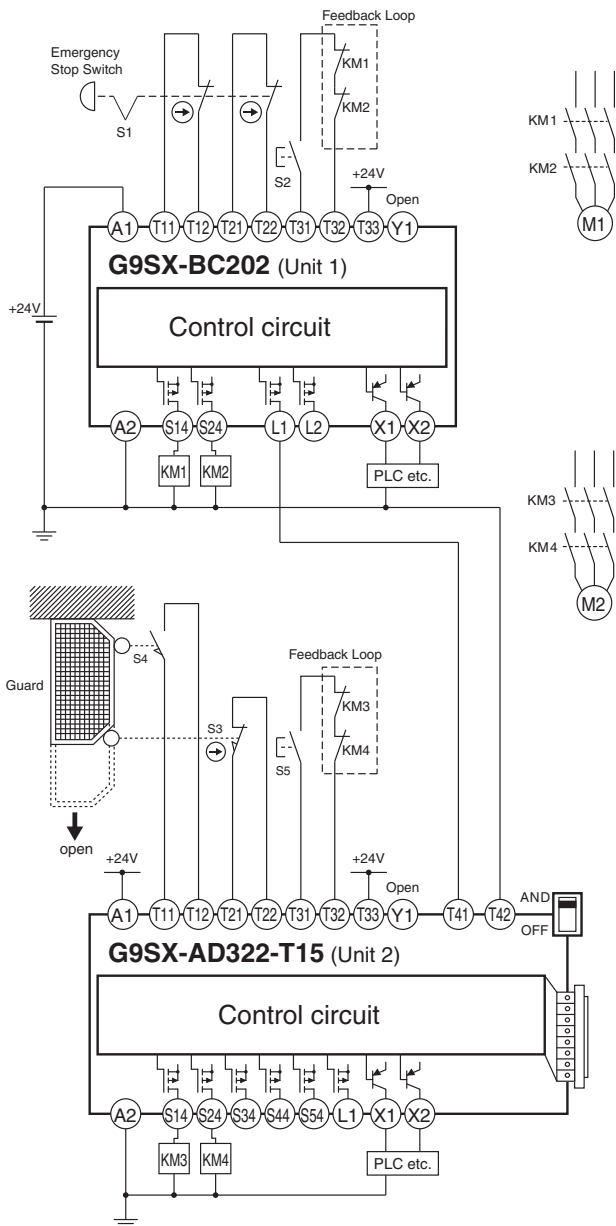 Feedback Loop
Emergency
Stop Switch
KM1
KM2
S1
S2
+24V
Open
KM1
KM2
M1
A1 T11 T12 T21 T22 T31 T32 T33 Y1
G9SX-BC202 (Unit 1)
+24V
Control circuit
A2 S14 S24 L1 L2 X1 X2
KM1 KM2 PLC etc.
KM3
KM4
M2
Guard
S4
Feedback Loop
S3
KM3
KM4
S5
open
+24V
+24V
Open
A1 T11 T12 T21 T22 T31 T32 T33 Y1 T41 T42
AND
OFF
G9SX-AD322-T15 (Unit 2)
Control circuit
A2 S14 S24 S34 S44 S54 L1 X1 X2
KM3 KM4 PLC etc.